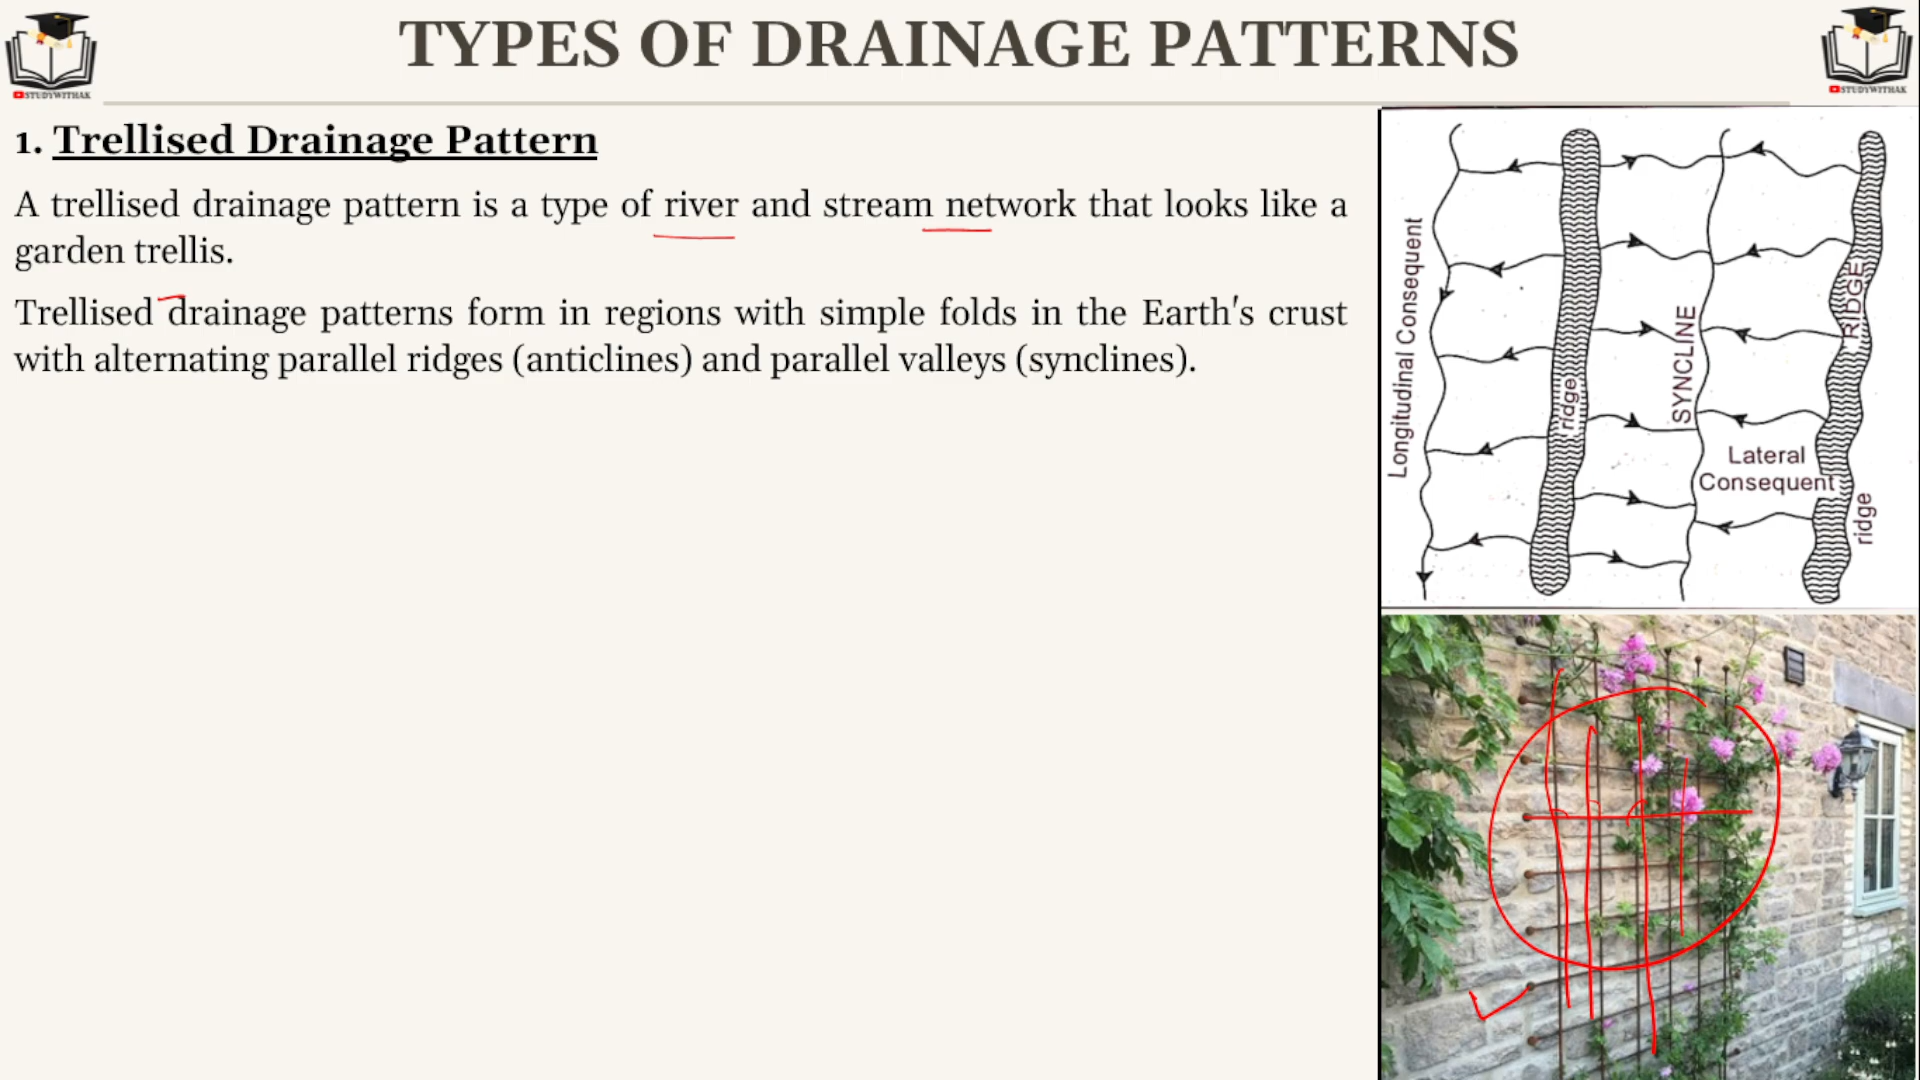 TYPES OF DRAINAGE PATTERNS
STUDYWITHAK
STUDYWITHAK
1. Trellised Drainage Pattern
A trellised drainage pattern is a type of river and stream network that looks like a
garden trellis.
Trellised drainage patterns form in regions with simple folds in the Earth's crust
with alternating parallel ridges (anticlines) and parallel valleys (synclines).
Longitudinal Consequent
ridge
SYNCLINE
RIDGE
Lateral
Consequent
ridge